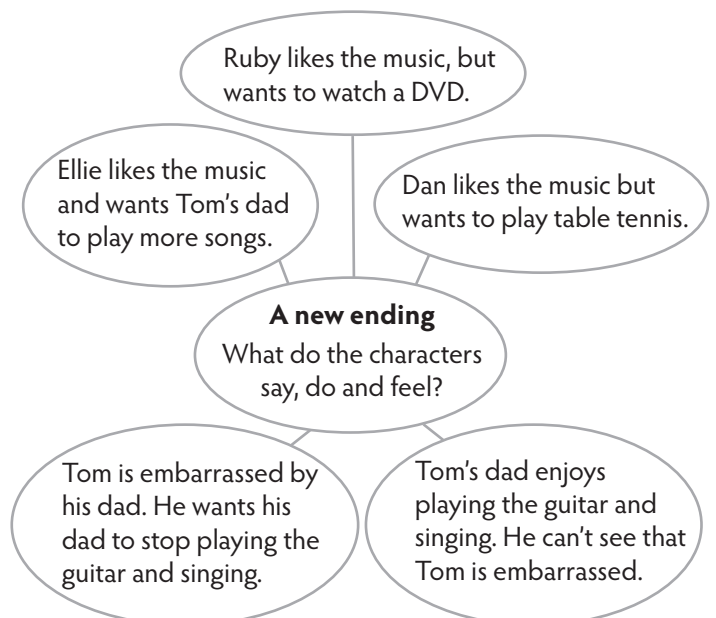 Ruby likes the music, but
wants to watch a DVD.
Ellie likes the music
and wants Tom's dad
to play more songs.
Dan likes the music but
wants to play table tennis.
A new ending
What do the characters
say, do and feel?
Tom is embarrassed by
his dad. He wants his
dad to stop playing the
guitar and singing.
Tom's dad enjoys
playing the guitar and
singing. He can't see that
Tom is embarrassed.